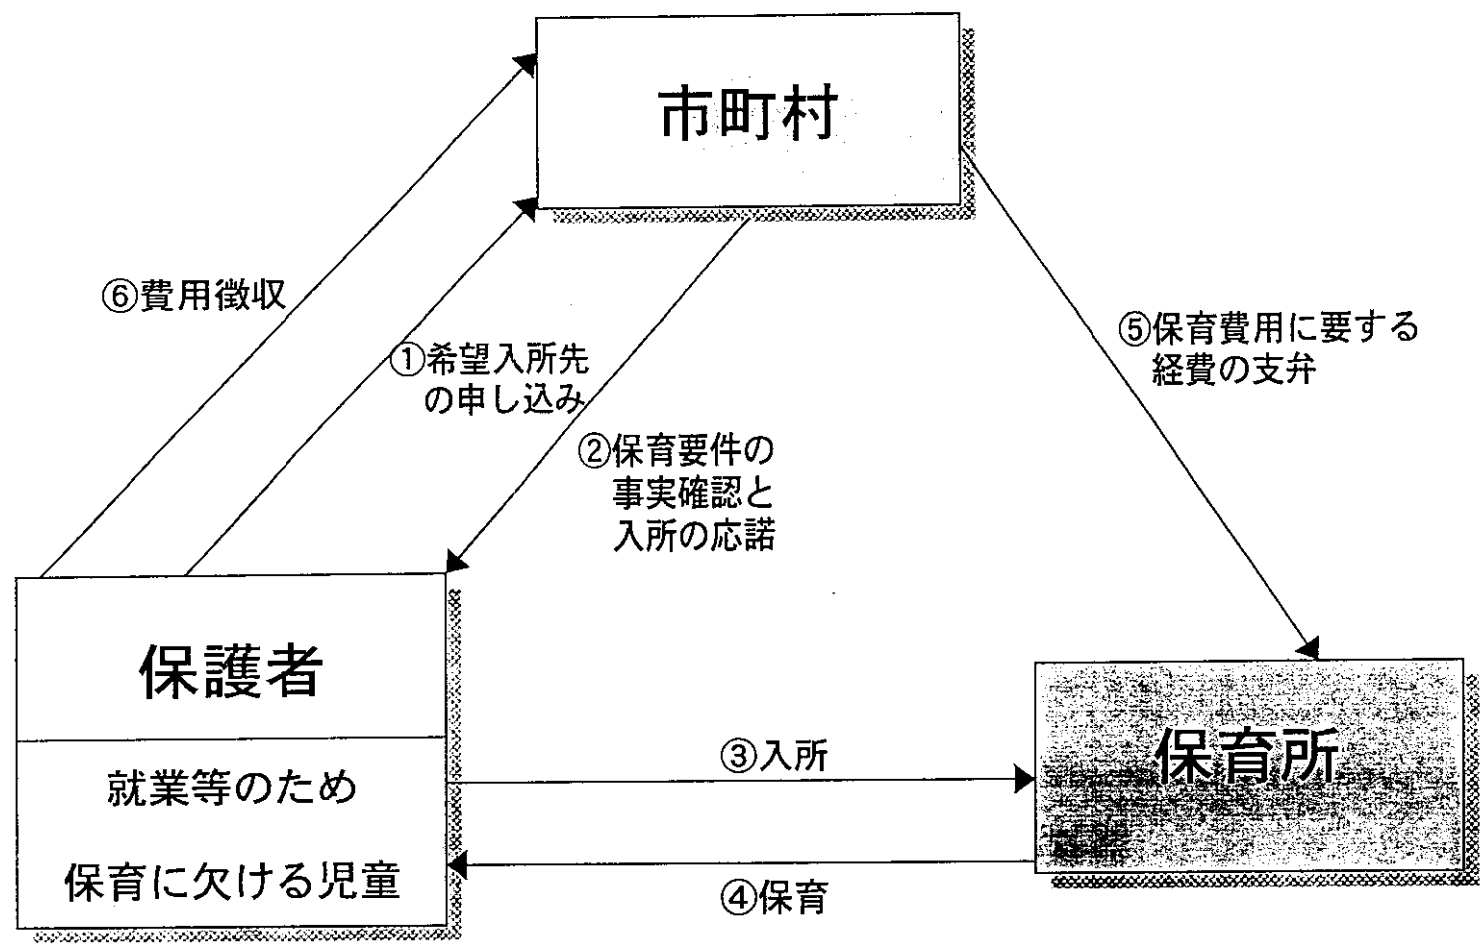 市町村
⑥費用徴収
①希望入所先
の申し込み
②保育要件の
事実確認と
入所の応諾
⑤保育費用に要する
経費の支弁
保護者
就業等のため
保育に欠ける児童
③入所
④保育
保育所